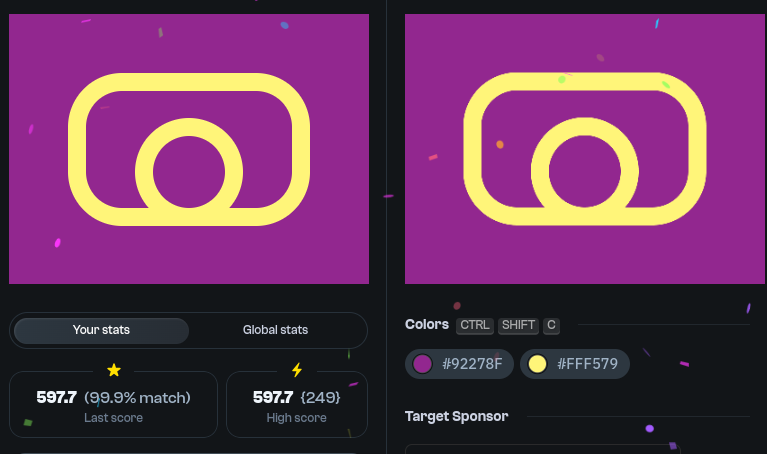 Your stats
Global stats
597.7 (99.9% match)
Last score
597.7 {249}
High score
Colors CTRL SHIFT C
#92278F
#FFF579
Target Sponsor